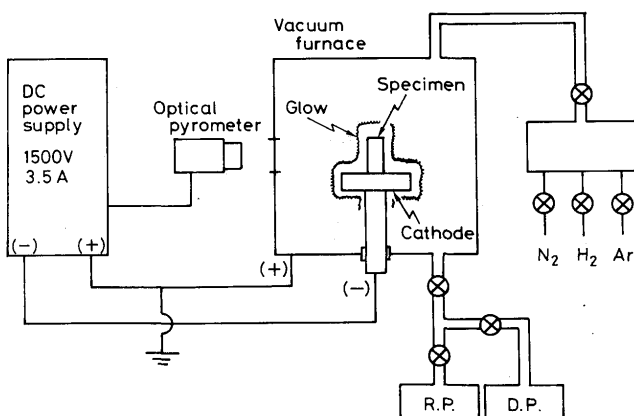 Vacuum
furnace
DC
power
supply
1500V
3.5 A
(-)
(+)
Optical
pyrometer
Glow
Specimen
Cathode
(+)
(-)
N2
H2
Ar
R.P.
D.P.